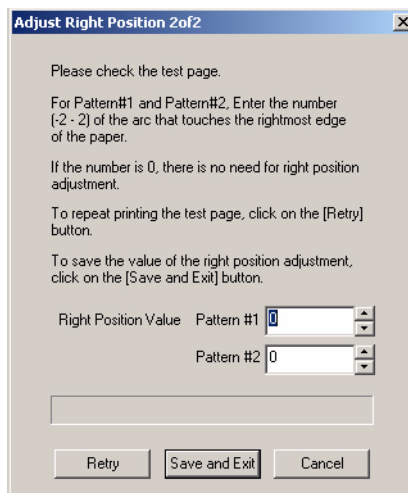 Adjust Right Position 2of2
Please check the test page.
For Pattern#1 and Pattern#2, Enter the number
(-2 - 2) of the arc that touches the rightmost edge
of the paper.
If the number is 0, there is no need for right position
adjustment.
To repeat printing the test page, click on the [Retry]
button.
To save the value of the right position adjustment,
click on the [Save and Exit] button.
Right Position Value Pattern #1 0
Pattern #2 0
Retry Save and Exit Cancel